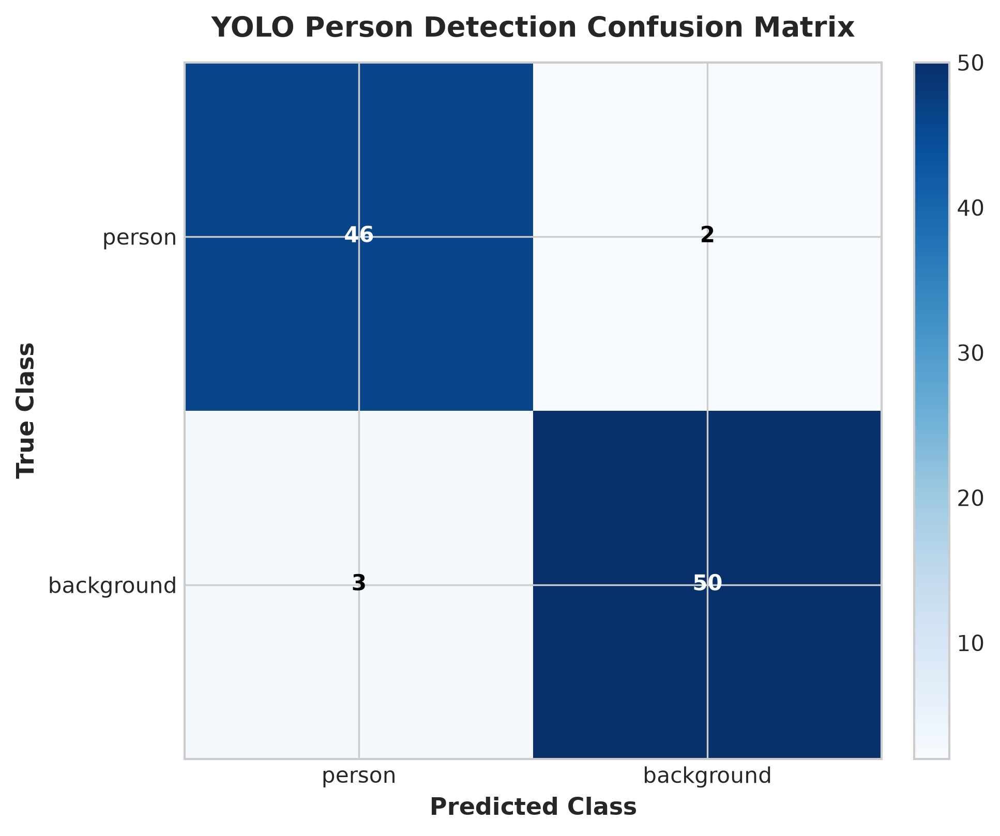 YOLO Person Detection Confusion Matrix
50
40
30
20
10
person
46
2
background
3
50
True Class
person
background
Predicted Class